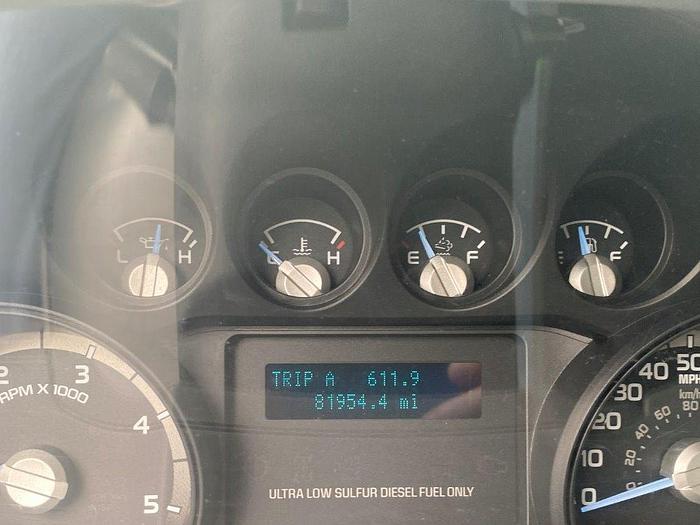 L H
C H
E F
E F
TRIP A 611.9
81954.4 mi
2 3 4 5
RPM X 1000
ULTRA LOW SULFUR DIESEL FUEL ONLY
0 10 20 30 40 50
MPH
km/h
0 20 40 60 80